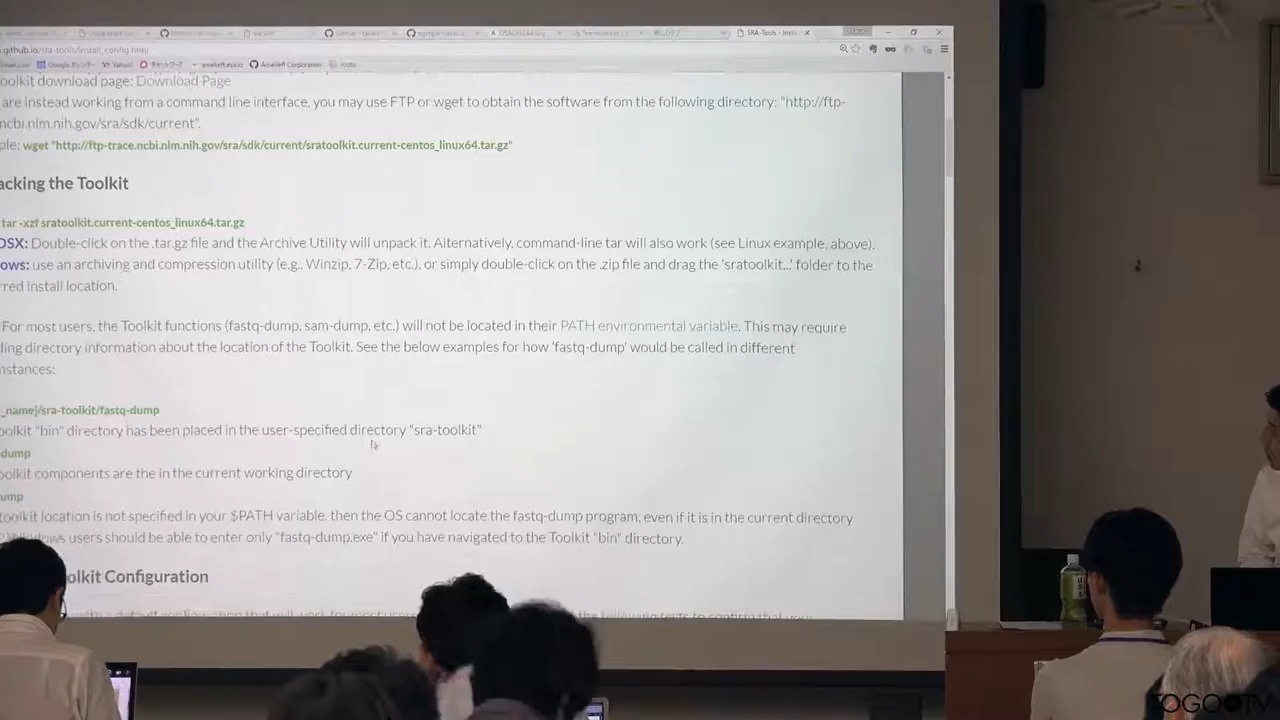 SRA-Tools
.github.io/sra-tools/install_config.html
Yahoo! Amelieff Corporation tools
oolkit download page: Download Page
are instead working from a command line interface, you may use FTP or wget to obtain the software from the following directory: "http://ftp-
ncbi.nlm.nih.gov/sra/sdk/current".
ple: wget "http://ftp-trace.ncbi.nlm.nih.gov/sra/sdk/current/sratoolkit.current-centos_linux64.tar.gz"
acking the Toolkit
tar -xzf sratoolkit.current-centos_linux64.tar.gz
OSX: Double-click on the .tar.gz file and the Archive Utility will unpack it. Alternatively, command-line tar will also work (see Linux example, above).
ows: use an archiving and compression utility (e.g., Winzip, 7-Zip, etc.), or simply double-click on the .zip file and drag the 'sratoolkit...' folder to the
rred install location.
For most users, the Toolkit functions (fastq-dump, sam-dump, etc.) will not be located in their PATH environmental variable. This may require
ding directory information about the location of the Toolkit. See the below examples for how 'fastq-dump' would be called in different
mstances:
_name]/sra-toolkit/fastq-dump
oolkit "bin" directory has been placed in the user-specified directory "sra-toolkit"
dump
oolkit components are the in the current working directory
ump
toolkit location is not specified in your $PATH variable, then the OS cannot locate the fastq-dump program, even if it is in the current directory
users should be able to enter only "fastq-dump.exe" if you have navigated to the Toolkit "bin" directory.
olkit Configuration
TOGO TV